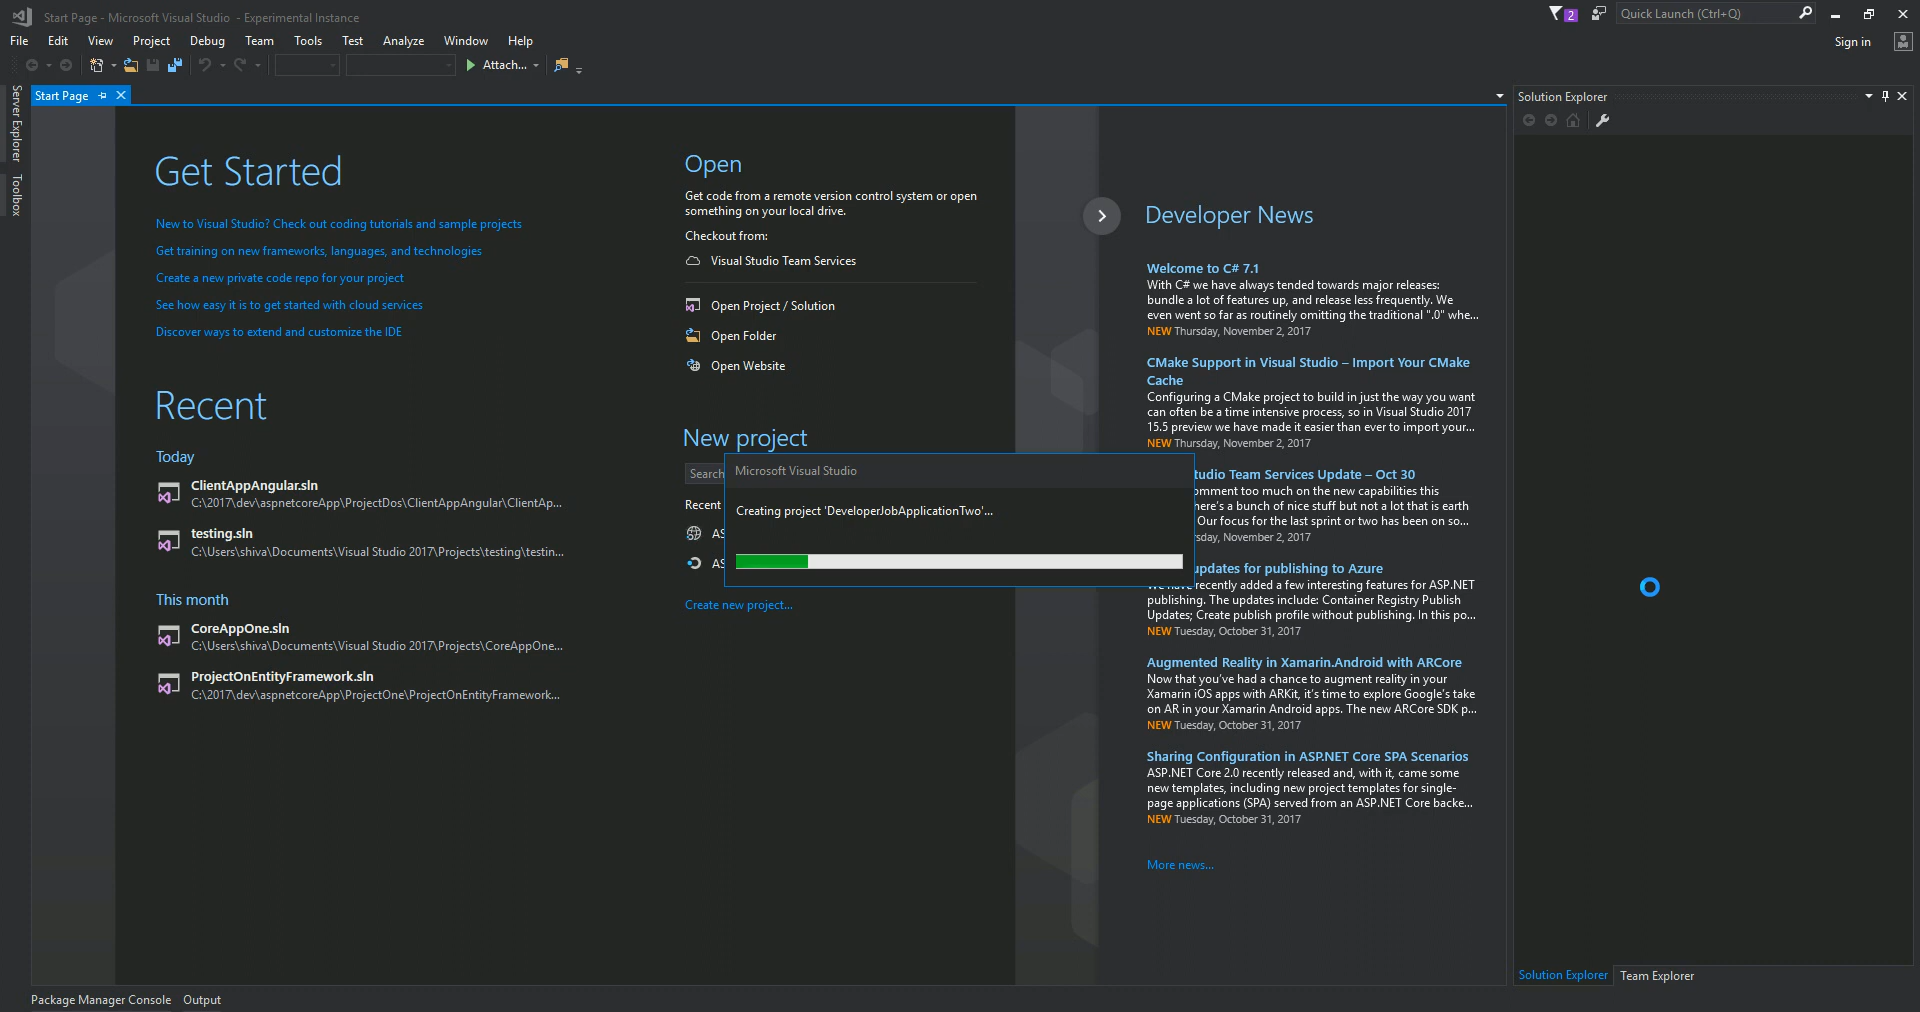 Start Page - Microsoft Visual Studio - Experimental Instance
2
Quick Launch (Ctrl+Q)
File Edit View Project Debug Team Tools Test Analyze Window Help
Sign in
Attach...
Server Explorer
Toolbox
Start Page
Solution Explorer
Get Started
New to Visual Studio? Check out coding tutorials and sample projects
Get training on new frameworks, languages, and technologies
Create a new private code repo for your project
See how easy it is to get started with cloud services
Discover ways to extend and customize the IDE
Recent
Today
ClientAppAngular.sln
C:\2017\dev\aspnetcoreApp\ProjectDos\ClientAppAngular\ClientAp...
testing.sln
C:\Users\shiva\Documents\Visual Studio 2017\Projects\testing\testin...
This month
CoreAppOne.sln
C:\Users\shiva\Documents\Visual Studio 2017\Projects\CoreAppOne...
ProjectOnEntityFramework.sln
C:\2017\dev\aspnetcoreApp\ProjectOne\ProjectOnEntityFramework...
Open
Get code from a remote version control system or open
something on your local drive.
Checkout from:
Visual Studio Team Services
Open Project / Solution
Open Folder
Open Website
New project
Search
Recent
AS
AS
Create new project...
Microsoft Visual Studio
Creating project 'DeveloperJobApplicationTwo'...
Developer News
Welcome to C# 7.1
With C# we have always tended towards major releases:
bundle a lot of features up, and release less frequently. We
even went so far as routinely omitting the traditional ".0" whe...
NEW Thursday, November 2, 2017
CMake Support in Visual Studio – Import Your CMake
Cache
Configuring a CMake project to build in just the way you want
can often be a time intensive process, so in Visual Studio 2017
15.5 preview we have made it easier than ever to import your...
NEW Thursday, November 2, 2017
tudio Team Services Update – Oct 30
omment too much on the new capabilities this
ere's a bunch of nice stuff but not a lot that is earth
Our focus for the last sprint or two has been on so...
sday, November 2, 2017
updates for publishing to Azure
We have recently added a few interesting features for ASP.NET
publishing. The updates include: Container Registry Publish
Updates; Create publish profile without publishing. In this po...
NEW Tuesday, October 31, 2017
Augmented Reality in Xamarin.Android with ARCore
Now that you've had a chance to augment reality in your
Xamarin iOS apps with ARKit, it's time to explore Google's take
on AR in your Xamarin Android apps. The new ARCore SDK p...
NEW Tuesday, October 31, 2017
Sharing Configuration in ASP.NET Core SPA Scenarios
ASP.NET Core 2.0 recently released and, with it, came some
new templates, including new project templates for single-
page applications (SPA) served from an ASP.NET Core backe...
NEW Tuesday, October 31, 2017
More news...
Solution Explorer Team Explorer
Package Manager Console Output